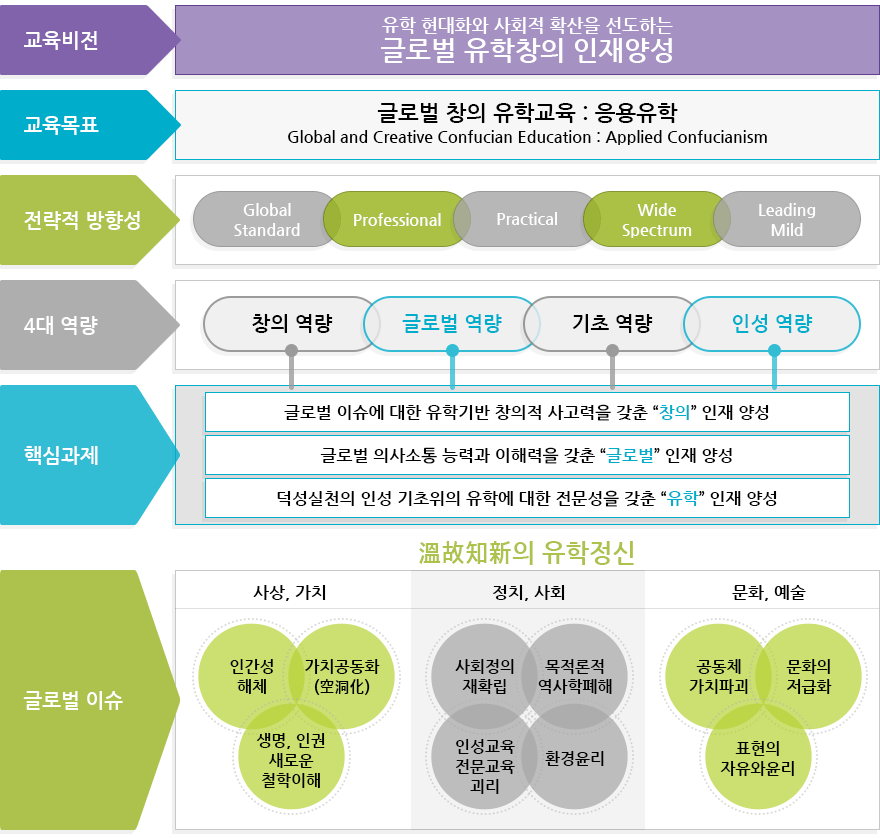 교육비전
유학 현대화와 사회적 확산을 선도하는
글로벌 유학창의 인재양성
교육목표
글로벌 창의 유학교육 : 응용유학
Global and Creative Confucian Education : Applied Confucianism
전략적 방향성
Global
Standard
Professional
Practical
Wide
Spectrum
Leading
Mild
4대 역량
창의 역량
글로벌 역량
기초 역량
인성 역량
핵심과제
글로벌 이슈에 대한 유학기반 창의적 사고력을 갖춘 “창의” 인재 양성
글로벌 의사소통 능력과 이해력을 갖춘 “글로벌” 인재 양성
덕성실천의 인성 기초위의 유학에 대한 전문성을 갖춘 “유학” 인재 양성
溫故知新의 유학정신
글로벌 이슈
사상, 가치
인간성
해체
가치공동화
(空洞化)
생명, 인권
새로운
철학이해
정치, 사회
사회정의
재확립
목적론적
역사학폐해
인성교육
전문교육
괴리
환경윤리
문화, 예술
공동체
가치파괴
문화의
저급화
표현의
자유와윤리